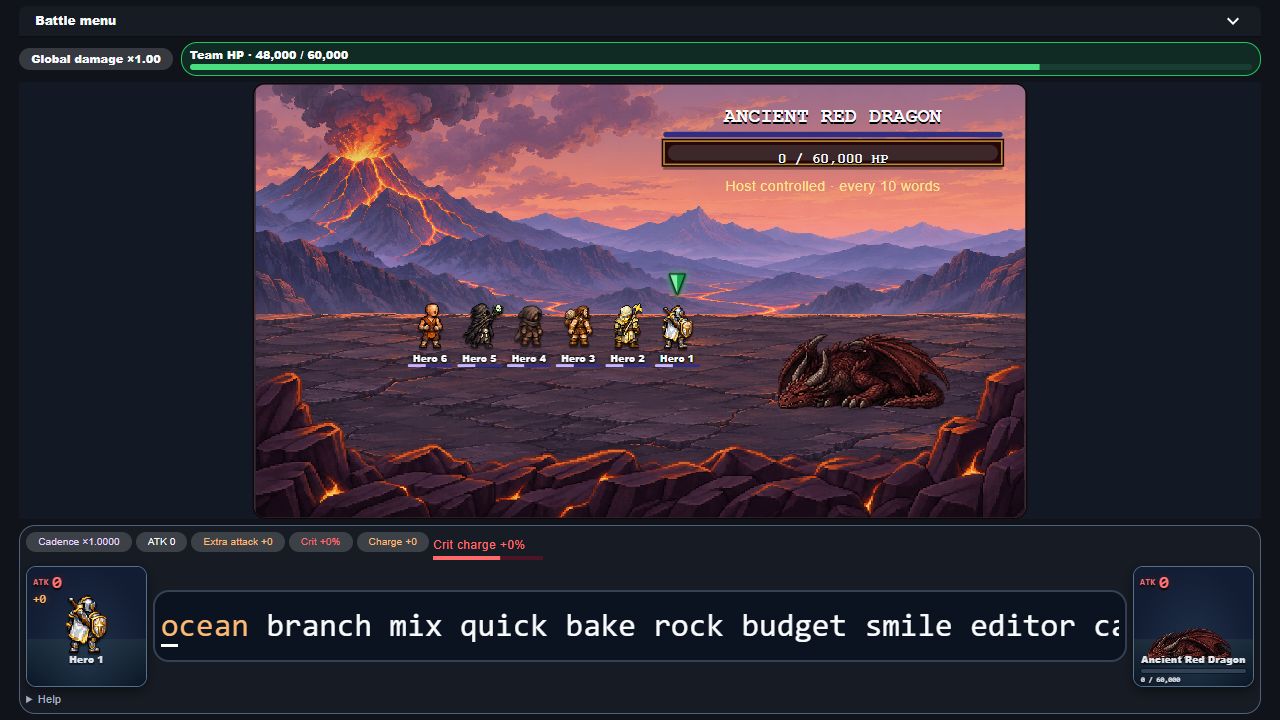 Battle menu
Global damage ×1.00
Team HP · 48,000 / 60,000
ANCIENT RED DRAGON
0 / 60,000 HP
Host controlled · every 10 words
Hero 6 Hero 5 Hero 4 Hero 3 Hero 2 Hero 1
Cadence ×1.0000 ATK 0 Extra attack +0 Crit +0% Charge +0 Crit charge +0%
ATK 0
+0
Hero 1
ocean branch mix quick bake rock budget smile editor ca
ATK 0
Ancient Red Dragon
0 / 60,000
Help